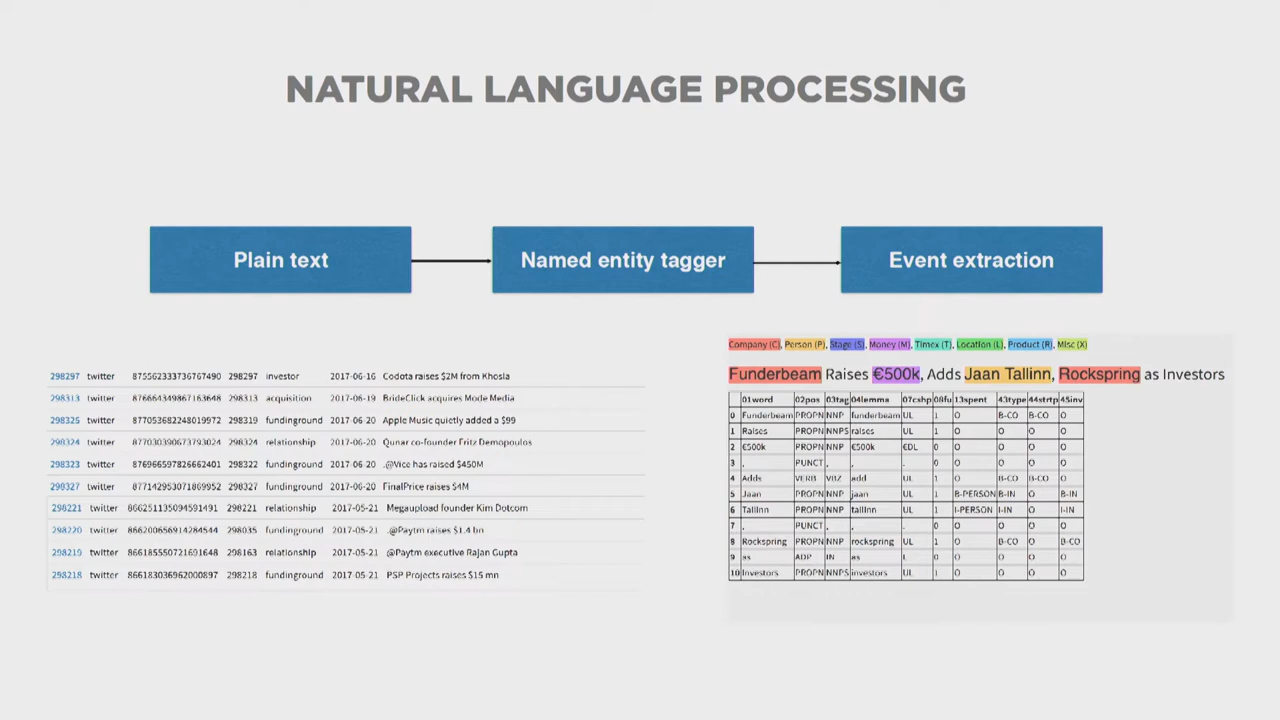 NATURAL LANGUAGE PROCESSING
Plain text
Named entity tagger
Event extraction
298297 twitter 875562333736767490 298297 investor 2017-06-16 Codota raises $2M from Khosla
298313 twitter 876664349867163648 298313 acquisition 2017-06-19 BrideClick acquires Mode Media
298325 twitter 877053682248019972 298319 fundinground 2017-06-20 Apple Music quietly added a $99
298324 twitter 877030390673793024 298324 relationship 2017-06-20 Qunar co-founder Fritz Demopoulos
298323 twitter 876966597826662401 298322 fundinground 2017-06-20 .@Vice has raised $450M
298327 twitter 877142953071869952 298327 fundinground 2017-06-20 FinalPrice raises $4M
298221 twitter 866251135094591491 298221 relationship 2017-05-21 Megaupload founder Kim Dotcom
298220 twitter 866200656914284544 298035 fundinground 2017-05-21 .@Paytm raises $1.4 bn
298219 twitter 866185550721691648 298163 relationship 2017-05-21 @Paytm executive Rajan Gupta
298218 twitter 866183036962000897 298218 fundinground 2017-05-21 PSP Projects raises $15 mn
Company (C), Person (P), Stage (S), Money (M), Timex (T), Location (L), Product (R), Misc (X)
Funderbeam Raises €500k, Adds Jaan Tallinn, Rockspring as Investors
01word 02pos 03tag 04lemma 07cshp 08fu 13spent 43type 44strtp 45inv
0 Funderbeam PROPN NNP funderbeam UL 1 O B-CO B-CO O
1 Raises PROPN NNPS raises UL 1 O O O O
2 €500k PROPN NNP €500k €DL 0 O O O O
3 , PUNCT , , . 0 O O O O
4 Adds VERB VBZ add UL 1 O B-CO B-CO O
5 Jaan PROPN NNP jaan UL 1 B-PERSON B-IN O B-IN
6 Tallinn PROPN NNP tallinn UL 1 I-PERSON I-IN O I-IN
7 , PUNCT , , . 0 O O O O
8 Rockspring PROPN NNP rockspring UL 1 O B-CO O B-CO
9 as ADP IN as L 0 O O O O
10 Investors PROPN NNPS investors UL 1 O O O O